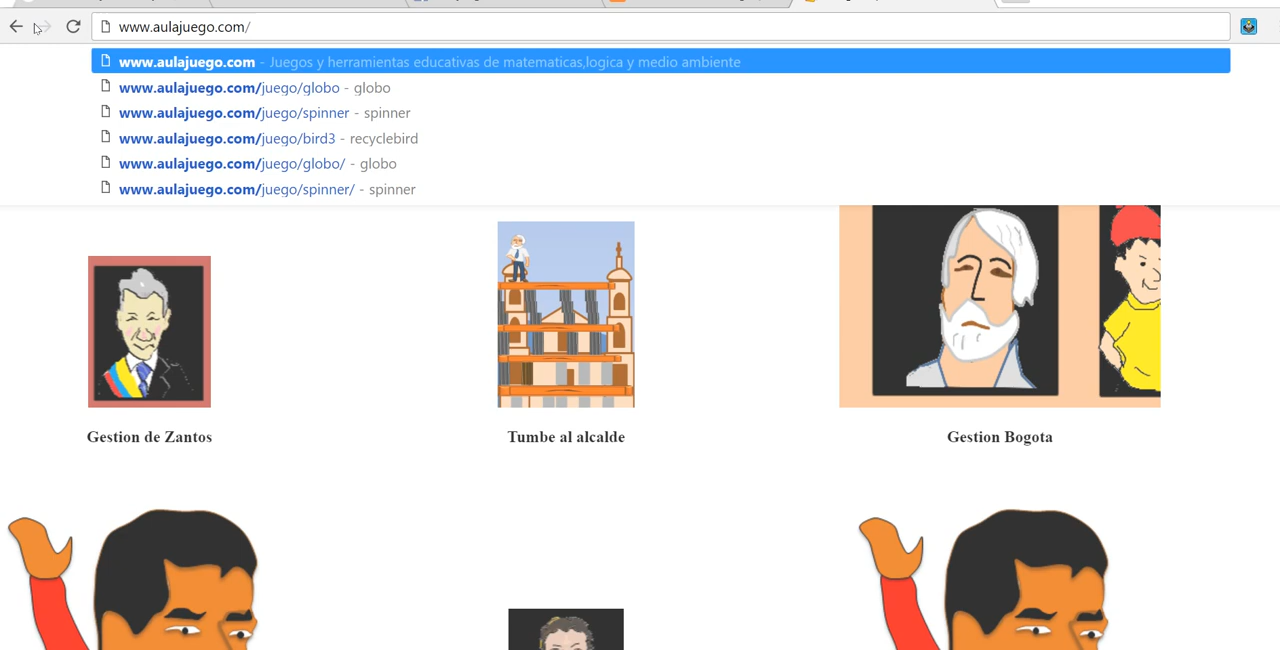 www.aulajuego.com/
www.aulajuego.com - Juegos y herramientas educativas de matematicas,logica y medio ambiente
www.aulajuego.com/juego/globo - globo
www.aulajuego.com/juego/spinner - spinner
www.aulajuego.com/juego/bird3 - recyclebird
www.aulajuego.com/juego/globo/ - globo
www.aulajuego.com/juego/spinner/ - spinner
Gestion de Zantos
Tumbe al alcalde
Gestion Bogota